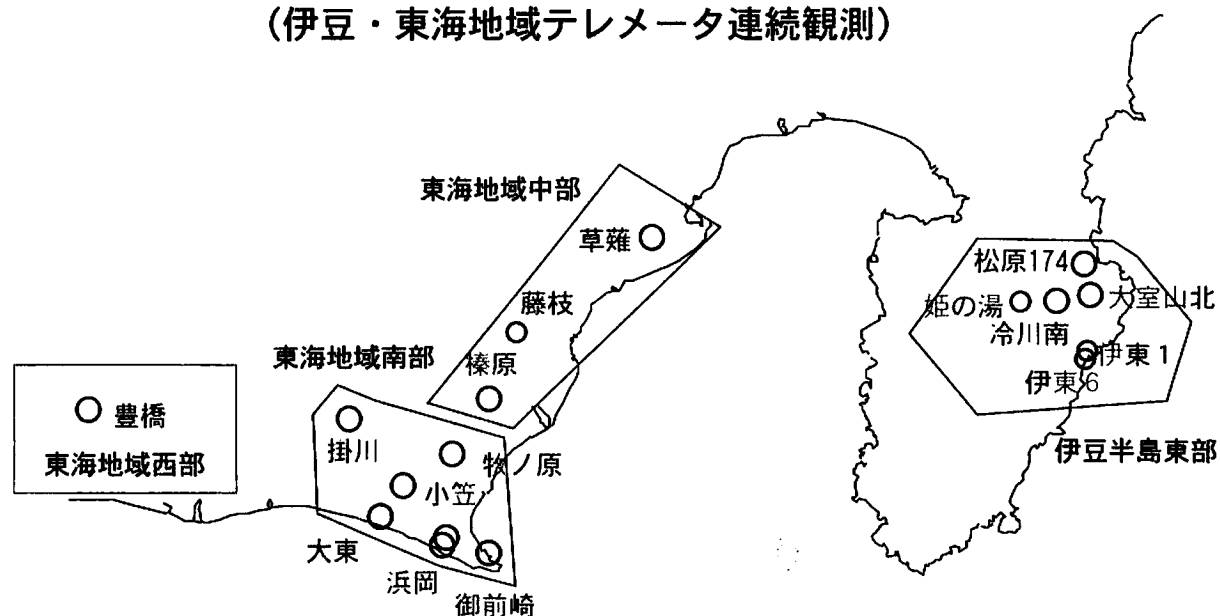 (伊豆・東海地域テレメータ連続観測)
東海地域中部
草薙
藤枝
榛原
東海地域南部
掛川
牧ノ原
小笠
大東
浜岡
御前崎
豊橋
東海地域西部
松原174
姫の湯
大室山北
冷川南
伊東1
伊東6
伊豆半島東部